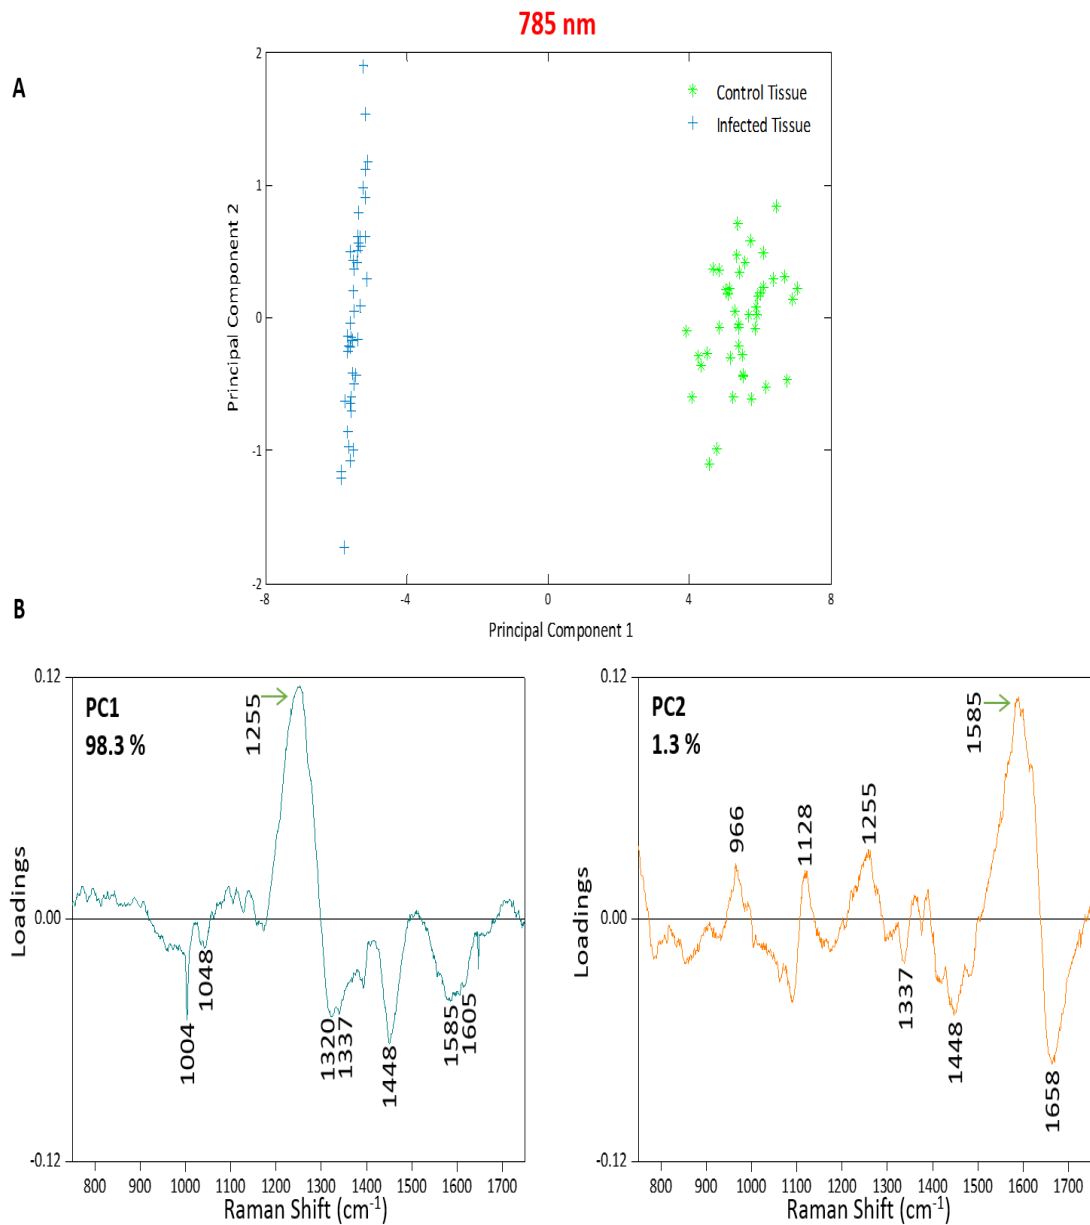 785 nm
A
2
1
0
-1
-2
Principal Component 2
Control Tissue
Infected Tissue
-8
-4
0
4
8
Principal Component 1
B
0.12
0.00
-0.12
Loadings
PC1
98.3 %
1255
1004
1048
1320
1337
1448
1585
1605
800 900 1000 1100 1200 1300 1400 1500 1600 1700
Raman Shift (cm⁻¹)
0.12
0.00
-0.12
Loadings
PC2
1.3 %
966
1128
1255
1337
1448
1585
1658
800 900 1000 1100 1200 1300 1400 1500 1600 1700
Raman Shift (cm⁻¹)